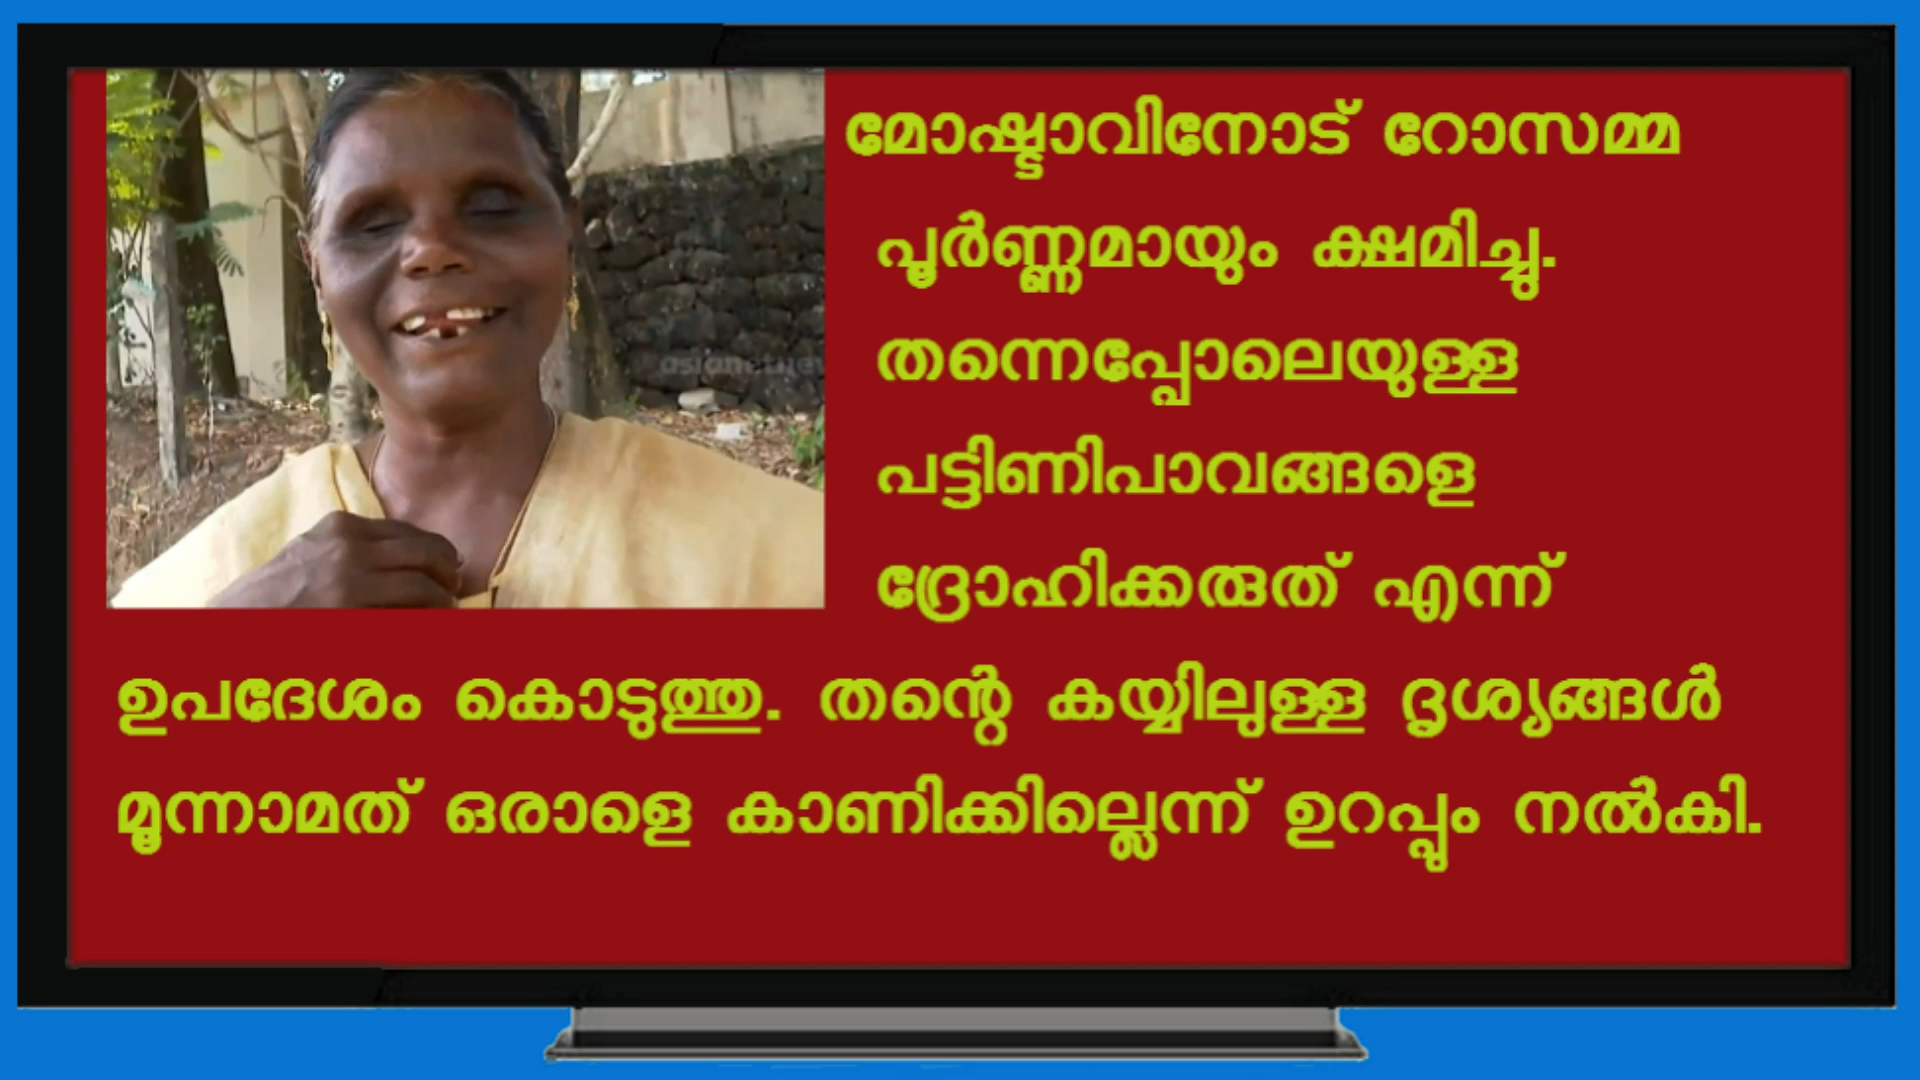 മോഷ്ടാവിനോട് റോസമ്മ
പൂർണ്ണമായും ക്ഷമിച്ചു.
തന്നെപ്പോലെയുള്ള
പട്ടിണിപാവങ്ങളെ
ദ്രോഹിക്കരുത് എന്ന്
ഉപദേശം കൊടുത്തു. തന്റെ കയ്യിലുള്ള ദൃശ്യങ്ങൾ
മൂന്നാമത് ഒരാളെ കാണിക്കില്ലെന്ന് ഉറപ്പും നൽകി.